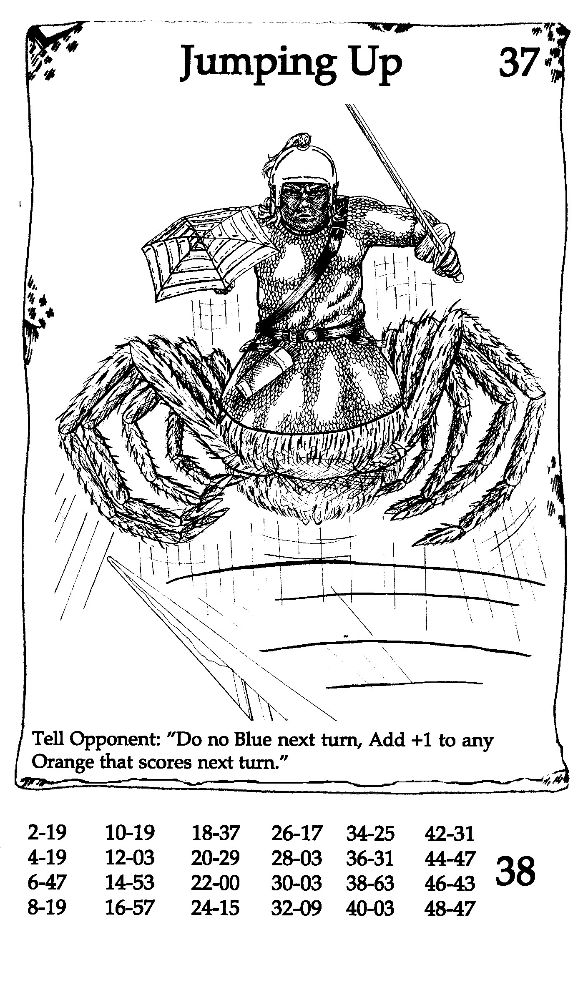 Jumping Up 37
Tell Opponent: "Do no Blue next turn, Add +1 to any
Orange that scores next turn."
2-19 10-19 18-37 26-17 34-25 42-31
4-19 12-03 20-29 28-03 36-31 44-47
6-47 14-53 22-00 30-03 38-63 46-43
8-19 16-57 24-15 32-09 40-03 48-47
38